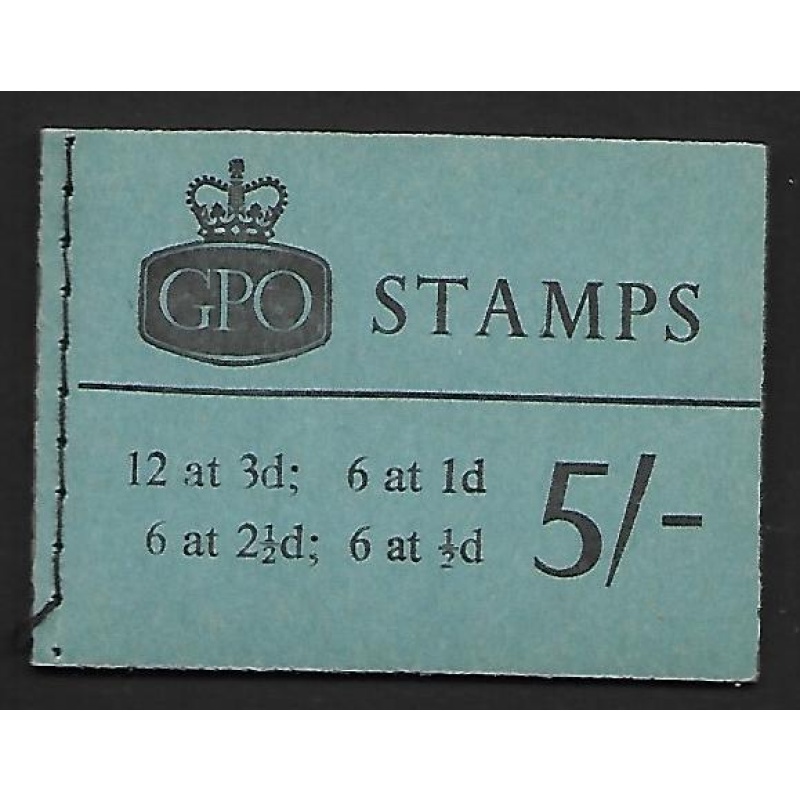 GPO STAMPS
12 at 3d; 6 at 1d
6 at 2½d; 6 at ½d
5/-